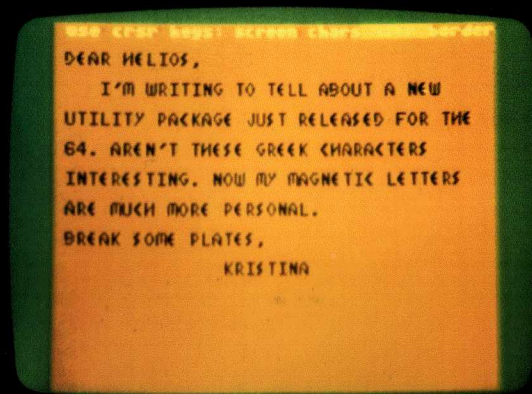 use crsr keys: screen chars border
DEAR HELIOS,
I'M WRITING TO TELL ABOUT A NEW
UTILITY PACKAGE JUST RELEASED FOR THE
64. AREN'T THESE GREEK CHARACTERS
INTERESTING. NOW MY MAGNETIC LETTERS
ARE MUCH MORE PERSONAL.
BREAK SOME PLATES,
KRISTINA